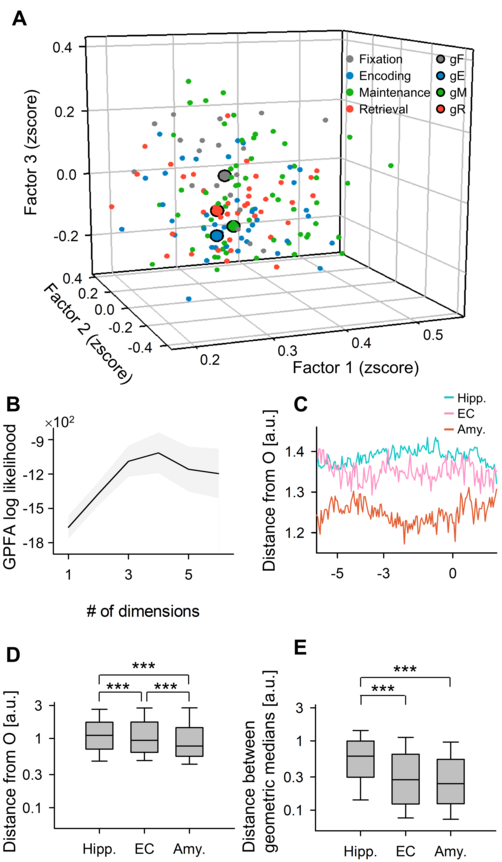 A
0.4
0.2
0.0
-0.2
Factor 3 (zscore)
Fixation
Encoding
Maintenance
Retrieval
gF
gE
gM
gR
0.4
0.2
0.0
-0.2
-0.4
Factor 2 (zscore)
0.2
0.3
0.4
0.5
Factor 1 (zscore)
B
×10²
-9
-12
-15
-18
GPFA log likelihood
1
3
5
# of dimensions
C
Hipp.
EC
Amy.
1.4
1.3
1.2
Distance from O [a.u.]
-5
-3
0
D
***
*** ***
3
1
0.3
0.1
Distance from O [a.u.]
Hipp. EC Amy.
E
***
***
3
1
0.3
0.1
Distance between
geometric medians [a.u.]
Hipp. EC Amy.